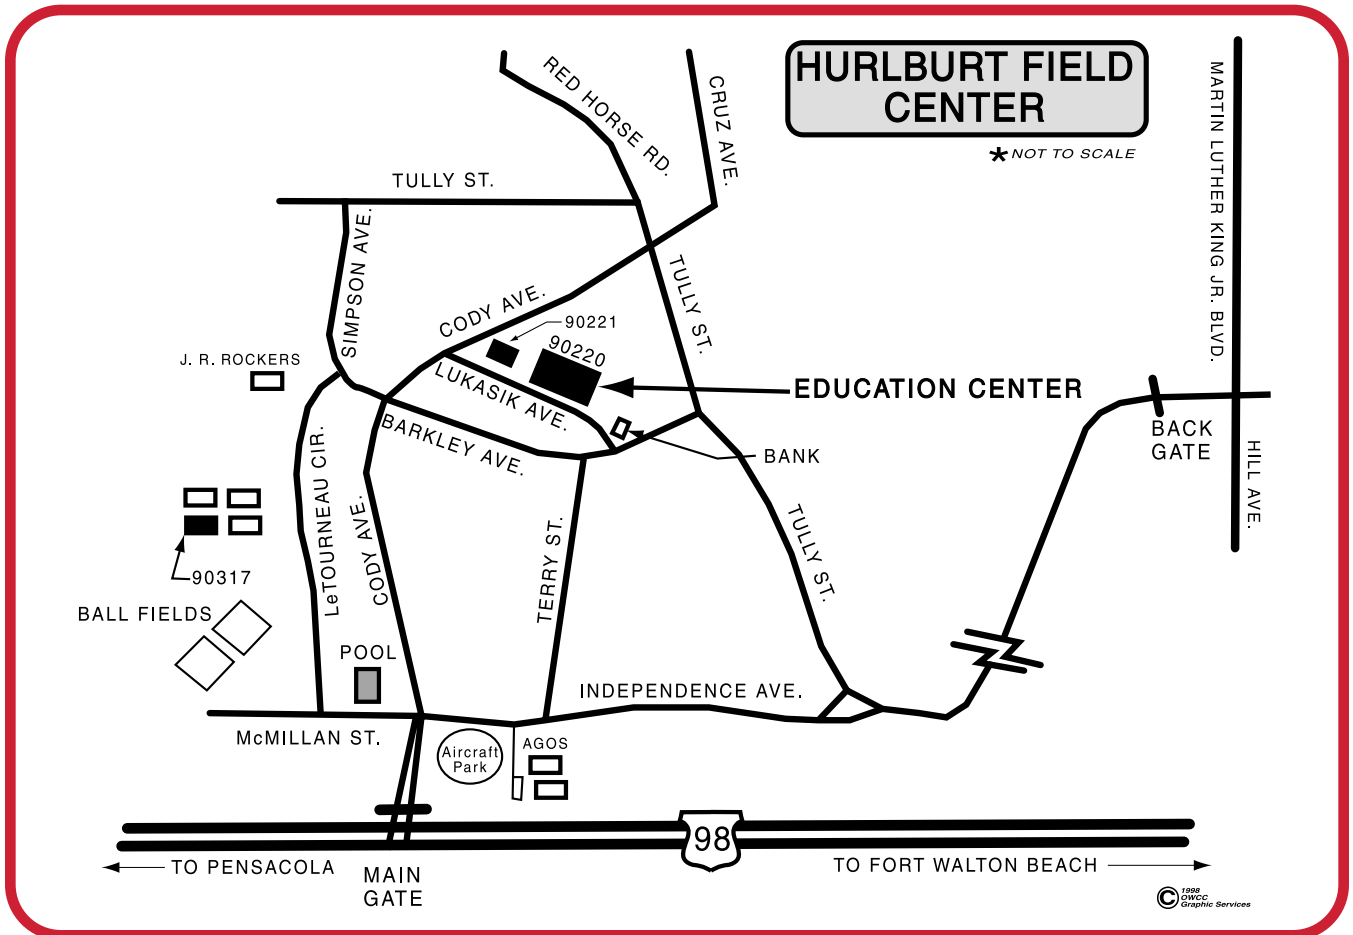 HURLBURT FIELD
CENTER
*NOT TO SCALE
RED HORSE RD.
CRUZ AVE.
MARTIN LUTHER KING JR. BLVD.
TULLY ST.
SIMPSON AVE.
TULLY ST.
CODY AVE.
90221
90220
J. R. ROCKERS
LUKASIK AVE.
EDUCATION CENTER
BARKLEY AVE.
BANK
BACK
GATE
HILL AVE.
LeTOURNEAU CIR.
CODY AVE.
TERRY ST.
TULLY ST.
90317
BALL FIELDS
POOL
INDEPENDENCE AVE.
McMILLAN ST.
Aircraft
Park
AGOS
98
TO PENSACOLA
MAIN
GATE
TO FORT WALTON BEACH
© 1998
OWCC
Graphic Services